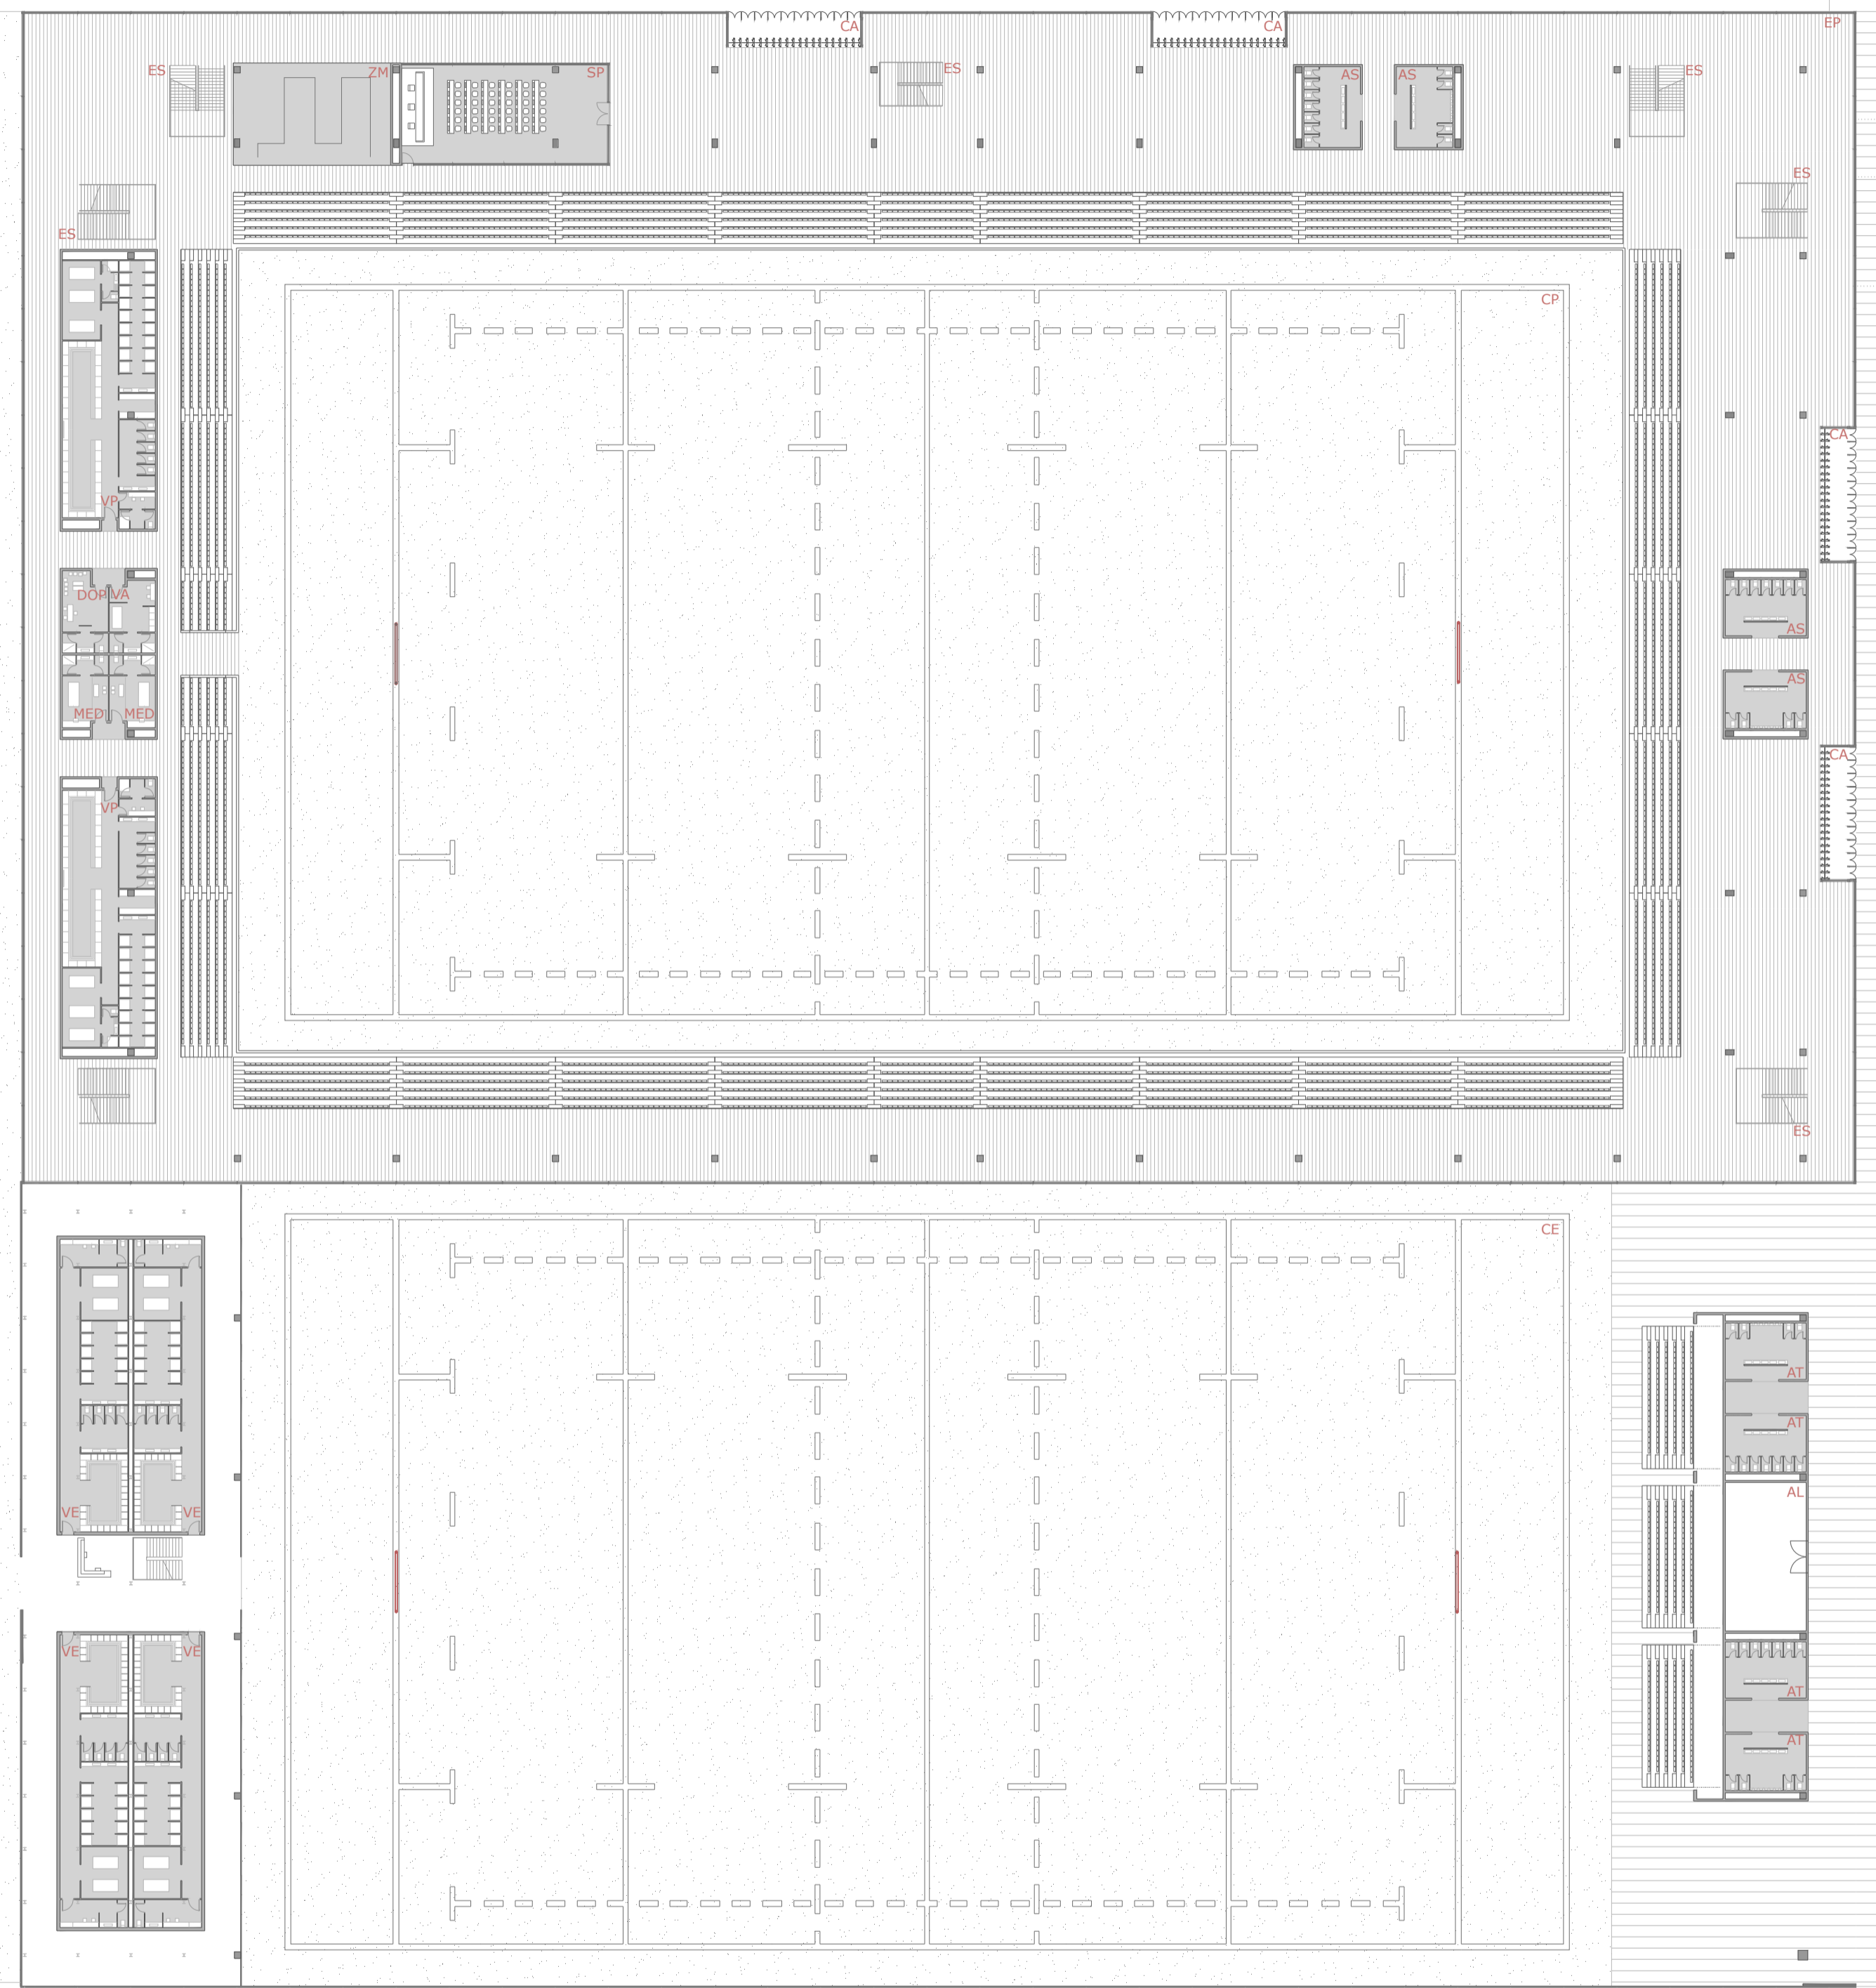 CA
CA
EP
ES
ZM
SP
ES
AS
AS
ES
ES
ES
CP
CA
VP
DOP
VA
AS
AS
MED
MED
CA
VP
ES
CE
AT
AT
AL
VE
VE
VE
VE
AT
AT